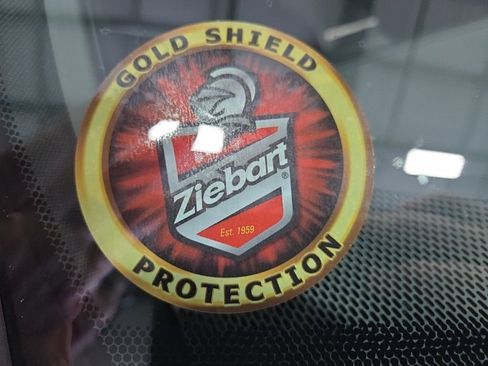 GOLD SHIELD
Ziebart®
Est. 1959
PROTECTION